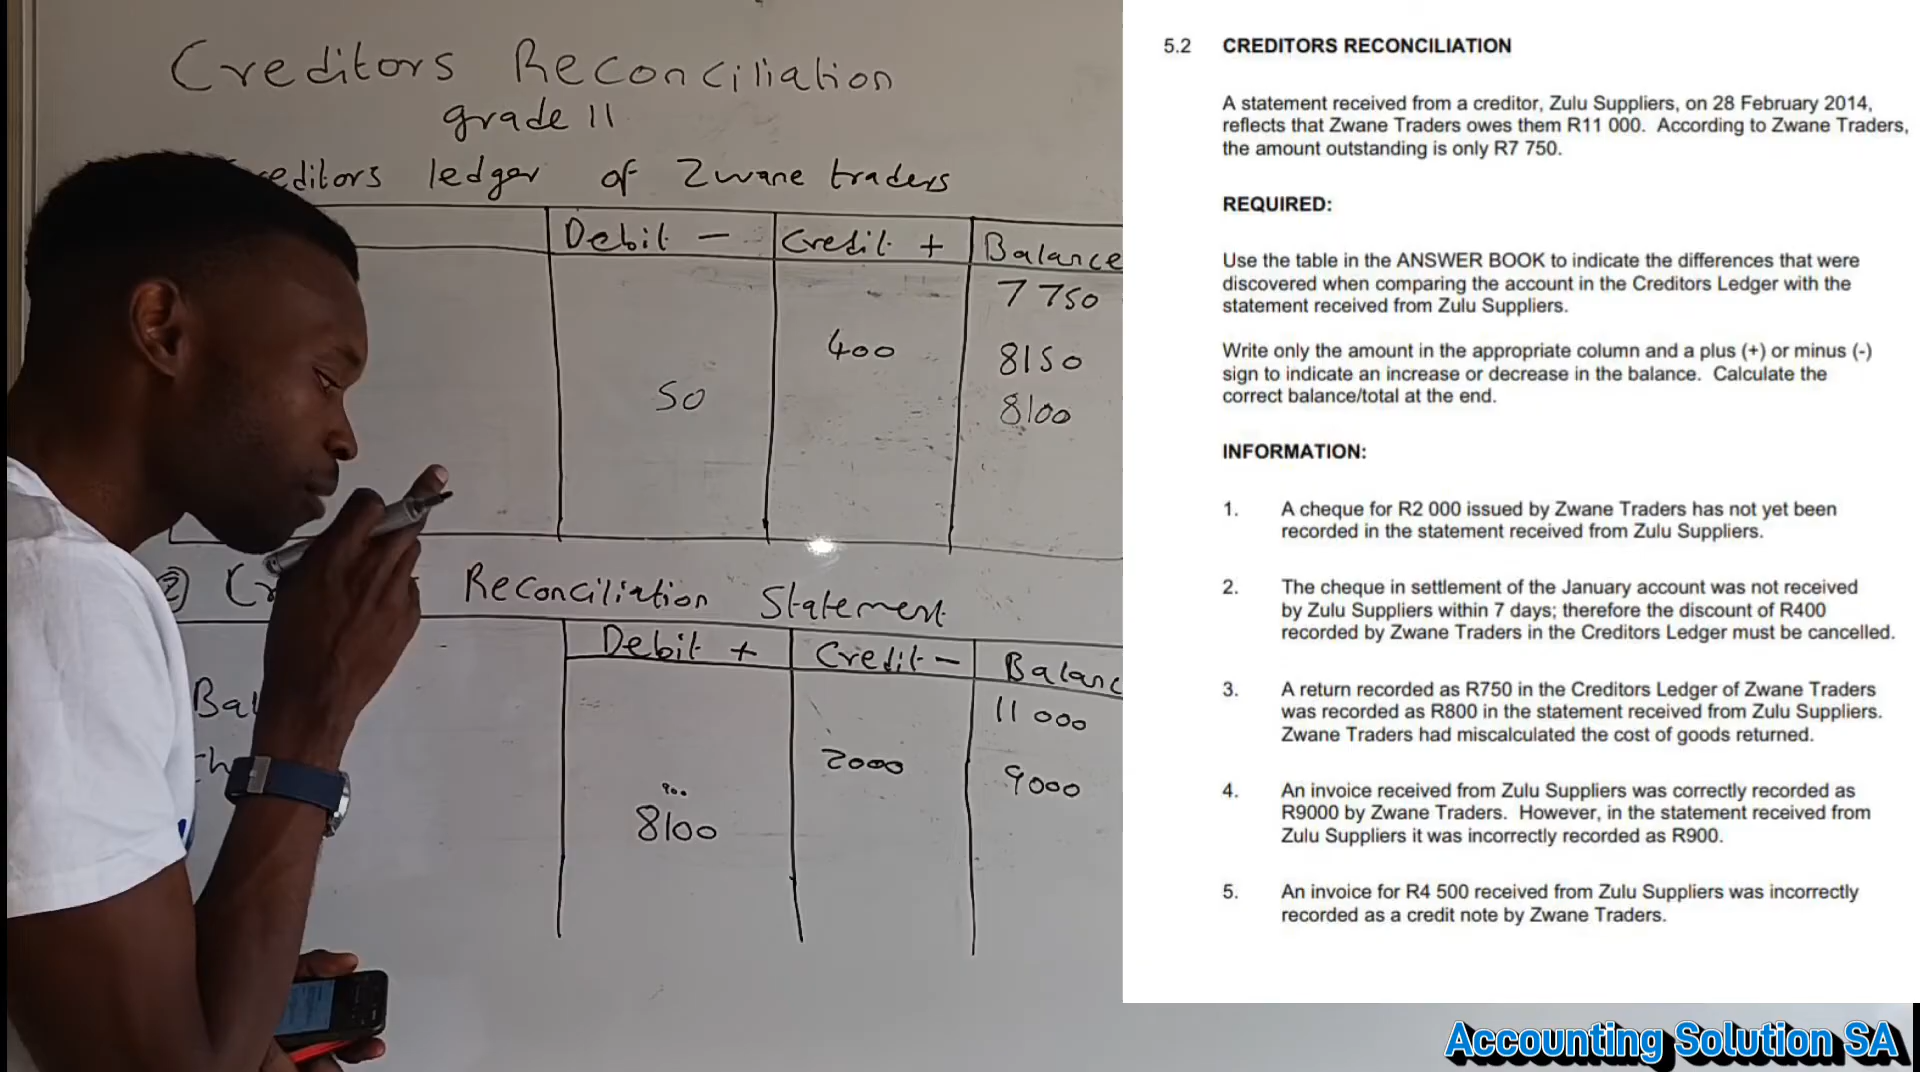 Creditors Reconciliation
grade 11
editors ledger of Zwane traders
Debit - Credit + Balance
7 750
400 8150
50 8100
② Reconciliation Statement
Debit + Credit - Balanc
Bal 11 000
2000 9000
900
8100
5.2 CREDITORS RECONCILIATION
A statement received from a creditor, Zulu Suppliers, on 28 February 2014,
reflects that Zwane Traders owes them R11 000. According to Zwane Traders,
the amount outstanding is only R7 750.
REQUIRED:
Use the table in the ANSWER BOOK to indicate the differences that were
discovered when comparing the account in the Creditors Ledger with the
statement received from Zulu Suppliers.
Write only the amount in the appropriate column and a plus (+) or minus (-)
sign to indicate an increase or decrease in the balance. Calculate the
correct balance/total at the end.
INFORMATION:
1. A cheque for R2 000 issued by Zwane Traders has not yet been
recorded in the statement received from Zulu Suppliers.
2. The cheque in settlement of the January account was not received
by Zulu Suppliers within 7 days; therefore the discount of R400
recorded by Zwane Traders in the Creditors Ledger must be cancelled.
3. A return recorded as R750 in the Creditors Ledger of Zwane Traders
was recorded as R800 in the statement received from Zulu Suppliers.
Zwane Traders had miscalculated the cost of goods returned.
4. An invoice received from Zulu Suppliers was correctly recorded as
R9000 by Zwane Traders. However, in the statement received from
Zulu Suppliers it was incorrectly recorded as R900.
5. An invoice for R4 500 received from Zulu Suppliers was incorrectly
recorded as a credit note by Zwane Traders.
Accounting Solution SA